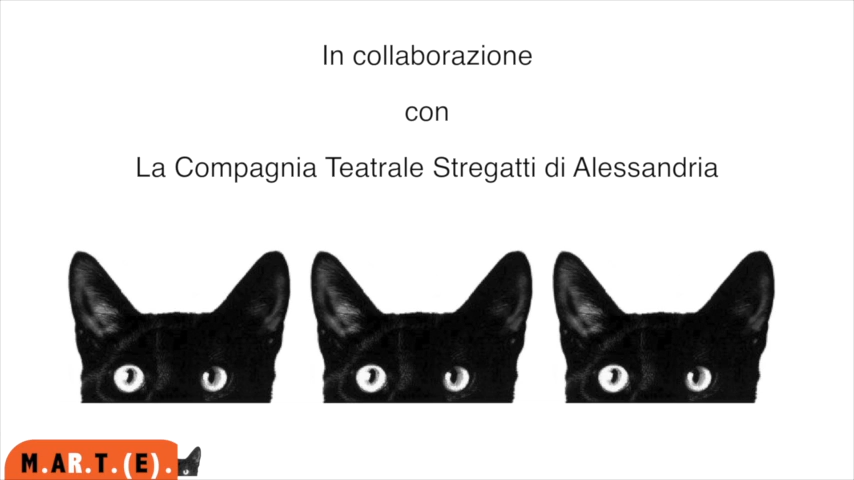 In collaborazione
con
La Compagnia Teatrale Stregatti di Alessandria
M.AR.T.(E).